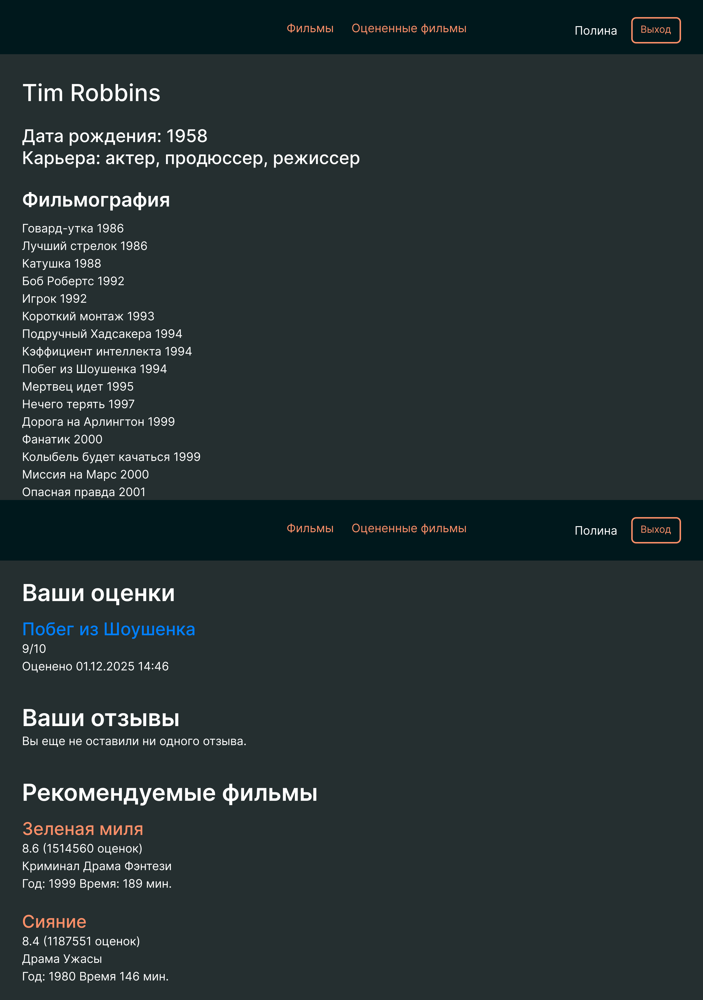 Фильмы Оцененные фильмы Полина Выход
Tim Robbins
Дата рождения: 1958
Карьера: актер, продюссер, режиссер
Фильмография
Говард-утка 1986
Лучший стрелок 1986
Катушка 1988
Боб Робертс 1992
Игрок 1992
Короткий монтаж 1993
Подручный Хадсакера 1994
Кэффициент интеллекта 1994
Побег из Шоушенка 1994
Мертвец идет 1995
Нечего терять 1997
Дорога на Арлингтон 1999
Фанатик 2000
Колыбель будет качаться 1999
Миссия на Марс 2000
Опасная правда 2001
Фильмы Оцененные фильмы Полина Выход
Ваши оценки
Побег из Шоушенка
9/10
Оценено 01.12.2025 14:46
Ваши отзывы
Вы еще не оставили ни одного отзыва.
Рекомендуемые фильмы
Зеленая миля
8.6 (1514560 оценок)
Криминал Драма Фэнтези
Год: 1999 Время: 189 мин.
Сияние
8.4 (1187551 оценок)
Драма Ужасы
Год: 1980 Время 146 мин.